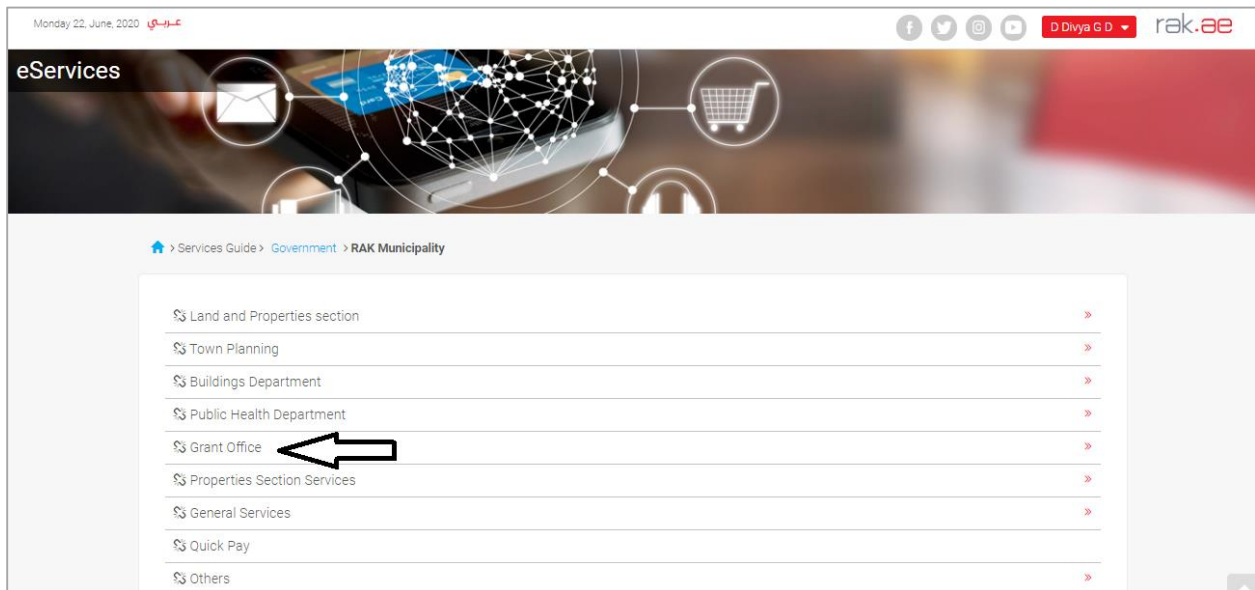 Monday 22, June, 2020 عربي
D Divya G D
rak.ae
eServices
> Services Guide > Government > RAK Municipality
Land and Properties section
Town Planning
Buildings Department
Public Health Department
Grant Office
Properties Section Services
General Services
Quick Pay
Others